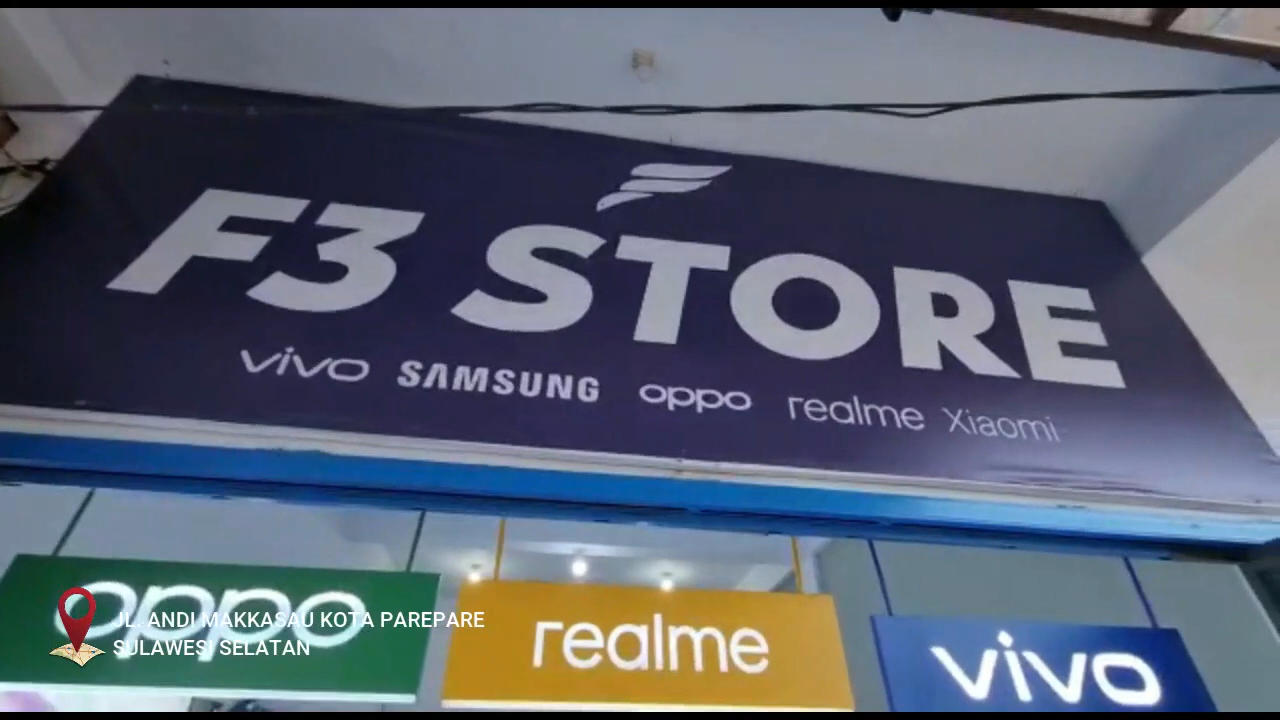 F3 STORE
vivo SAMSUNG oppo realme Xiaomi
oppo realme vivo
JL. ANDI MAKKASAU KOTA PAREPARE
SULAWESI SELATAN